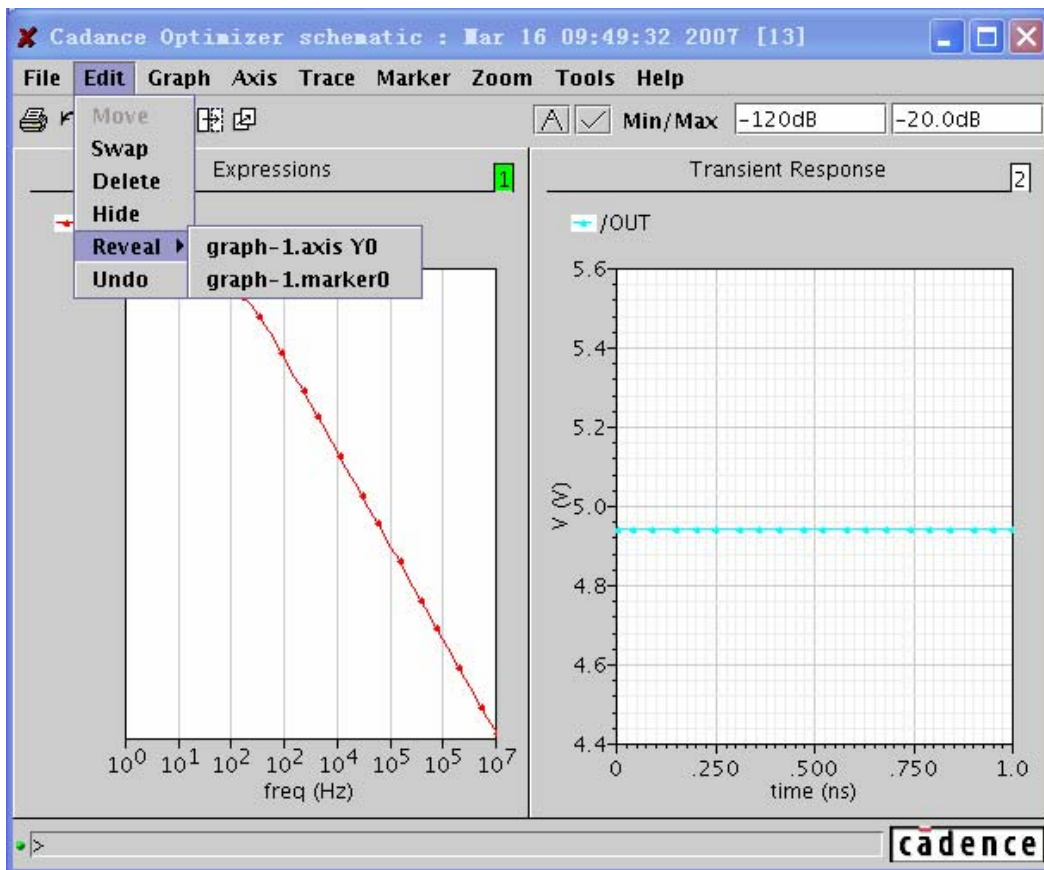 Cadance Optimizer schematic : Mar 16 09:49:32 2007 [13]
File Edit Graph Axis Trace Marker Zoom Tools Help
Min/Max -120dB -20.0dB
Move
Swap
Delete
Hide
Reveal
Undo
graph-1.axis Y0
graph-1.marker0
Expressions
1
10⁰ 10¹ 10² 10² 10⁴ 10⁵ 10⁵ 10⁷
freq (Hz)
Transient Response
2
/OUT
5.6
5.4
5.2
5.0
4.8
4.6
4.4
V (V)
0 .250 .500 .750 1.0
time (ns)
>
cādence